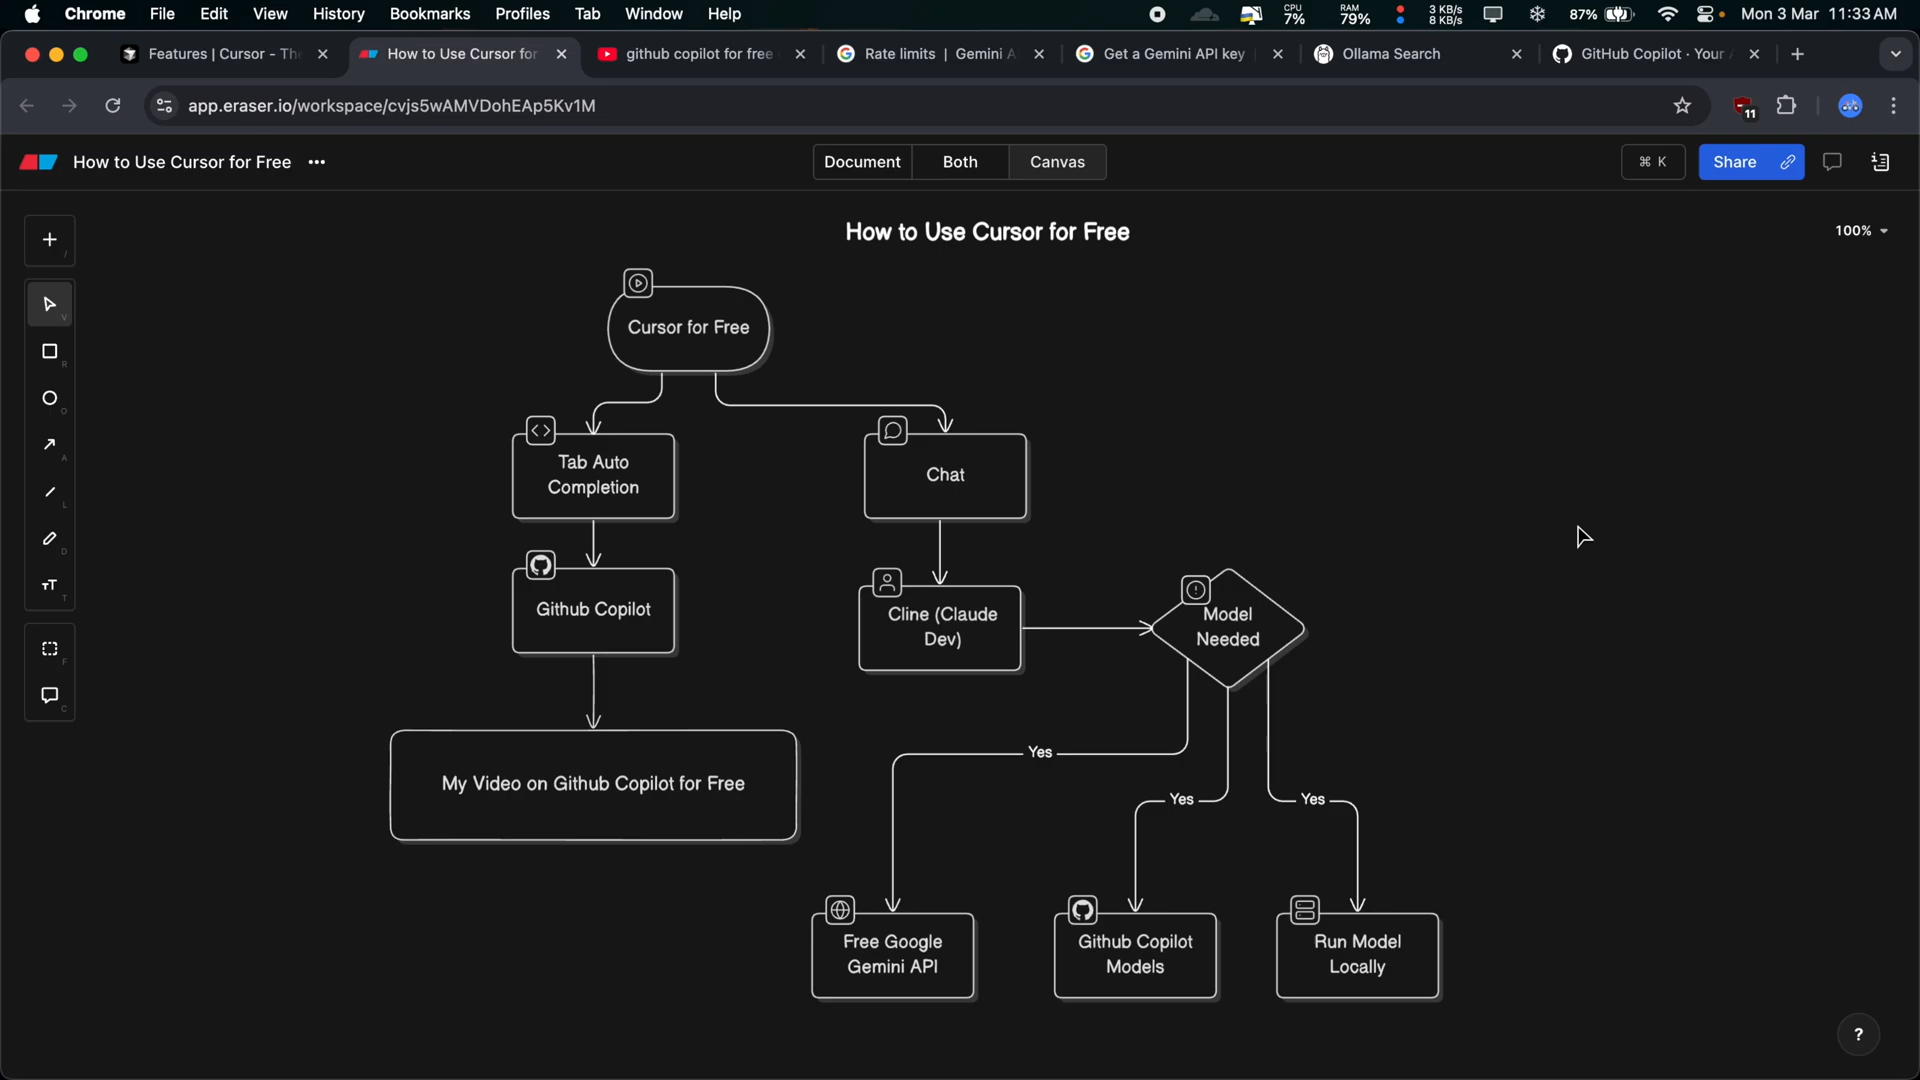 Chrome File Edit View History Bookmarks Profiles Tab Window Help
CPU 7% RAM 79% 3 KB/s 8 KB/s 87% Mon 3 Mar 11:33 AM
Features | Cursor - The
How to Use Cursor for
github copilot for free
Rate limits | Gemini A
Get a Gemini API key
Ollama Search
GitHub Copilot · Your A
app.eraser.io/workspace/cvjs5wAMVDohEAp5Kv1M
11
How to Use Cursor for Free
Document Both Canvas
⌘ K
Share
How to Use Cursor for Free
100%
/
V
R
O
A
L
D
T
F
C
Cursor for Free
Tab Auto
Completion
Chat
Github Copilot
Cline (Claude
Dev)
Model
Needed
My Video on Github Copilot for Free
Yes
Yes
Yes
Free Google
Gemini API
Github Copilot
Models
Run Model
Locally
?